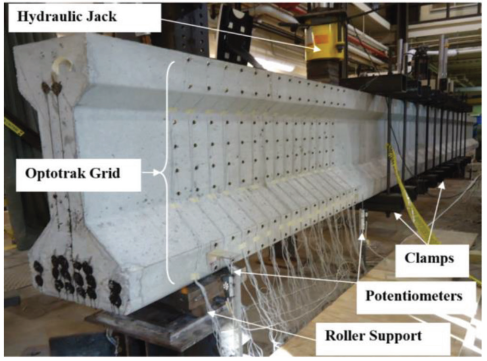 Hydraulic Jack
Optotrak Grid
Clamps
Potentiometers
Roller Support